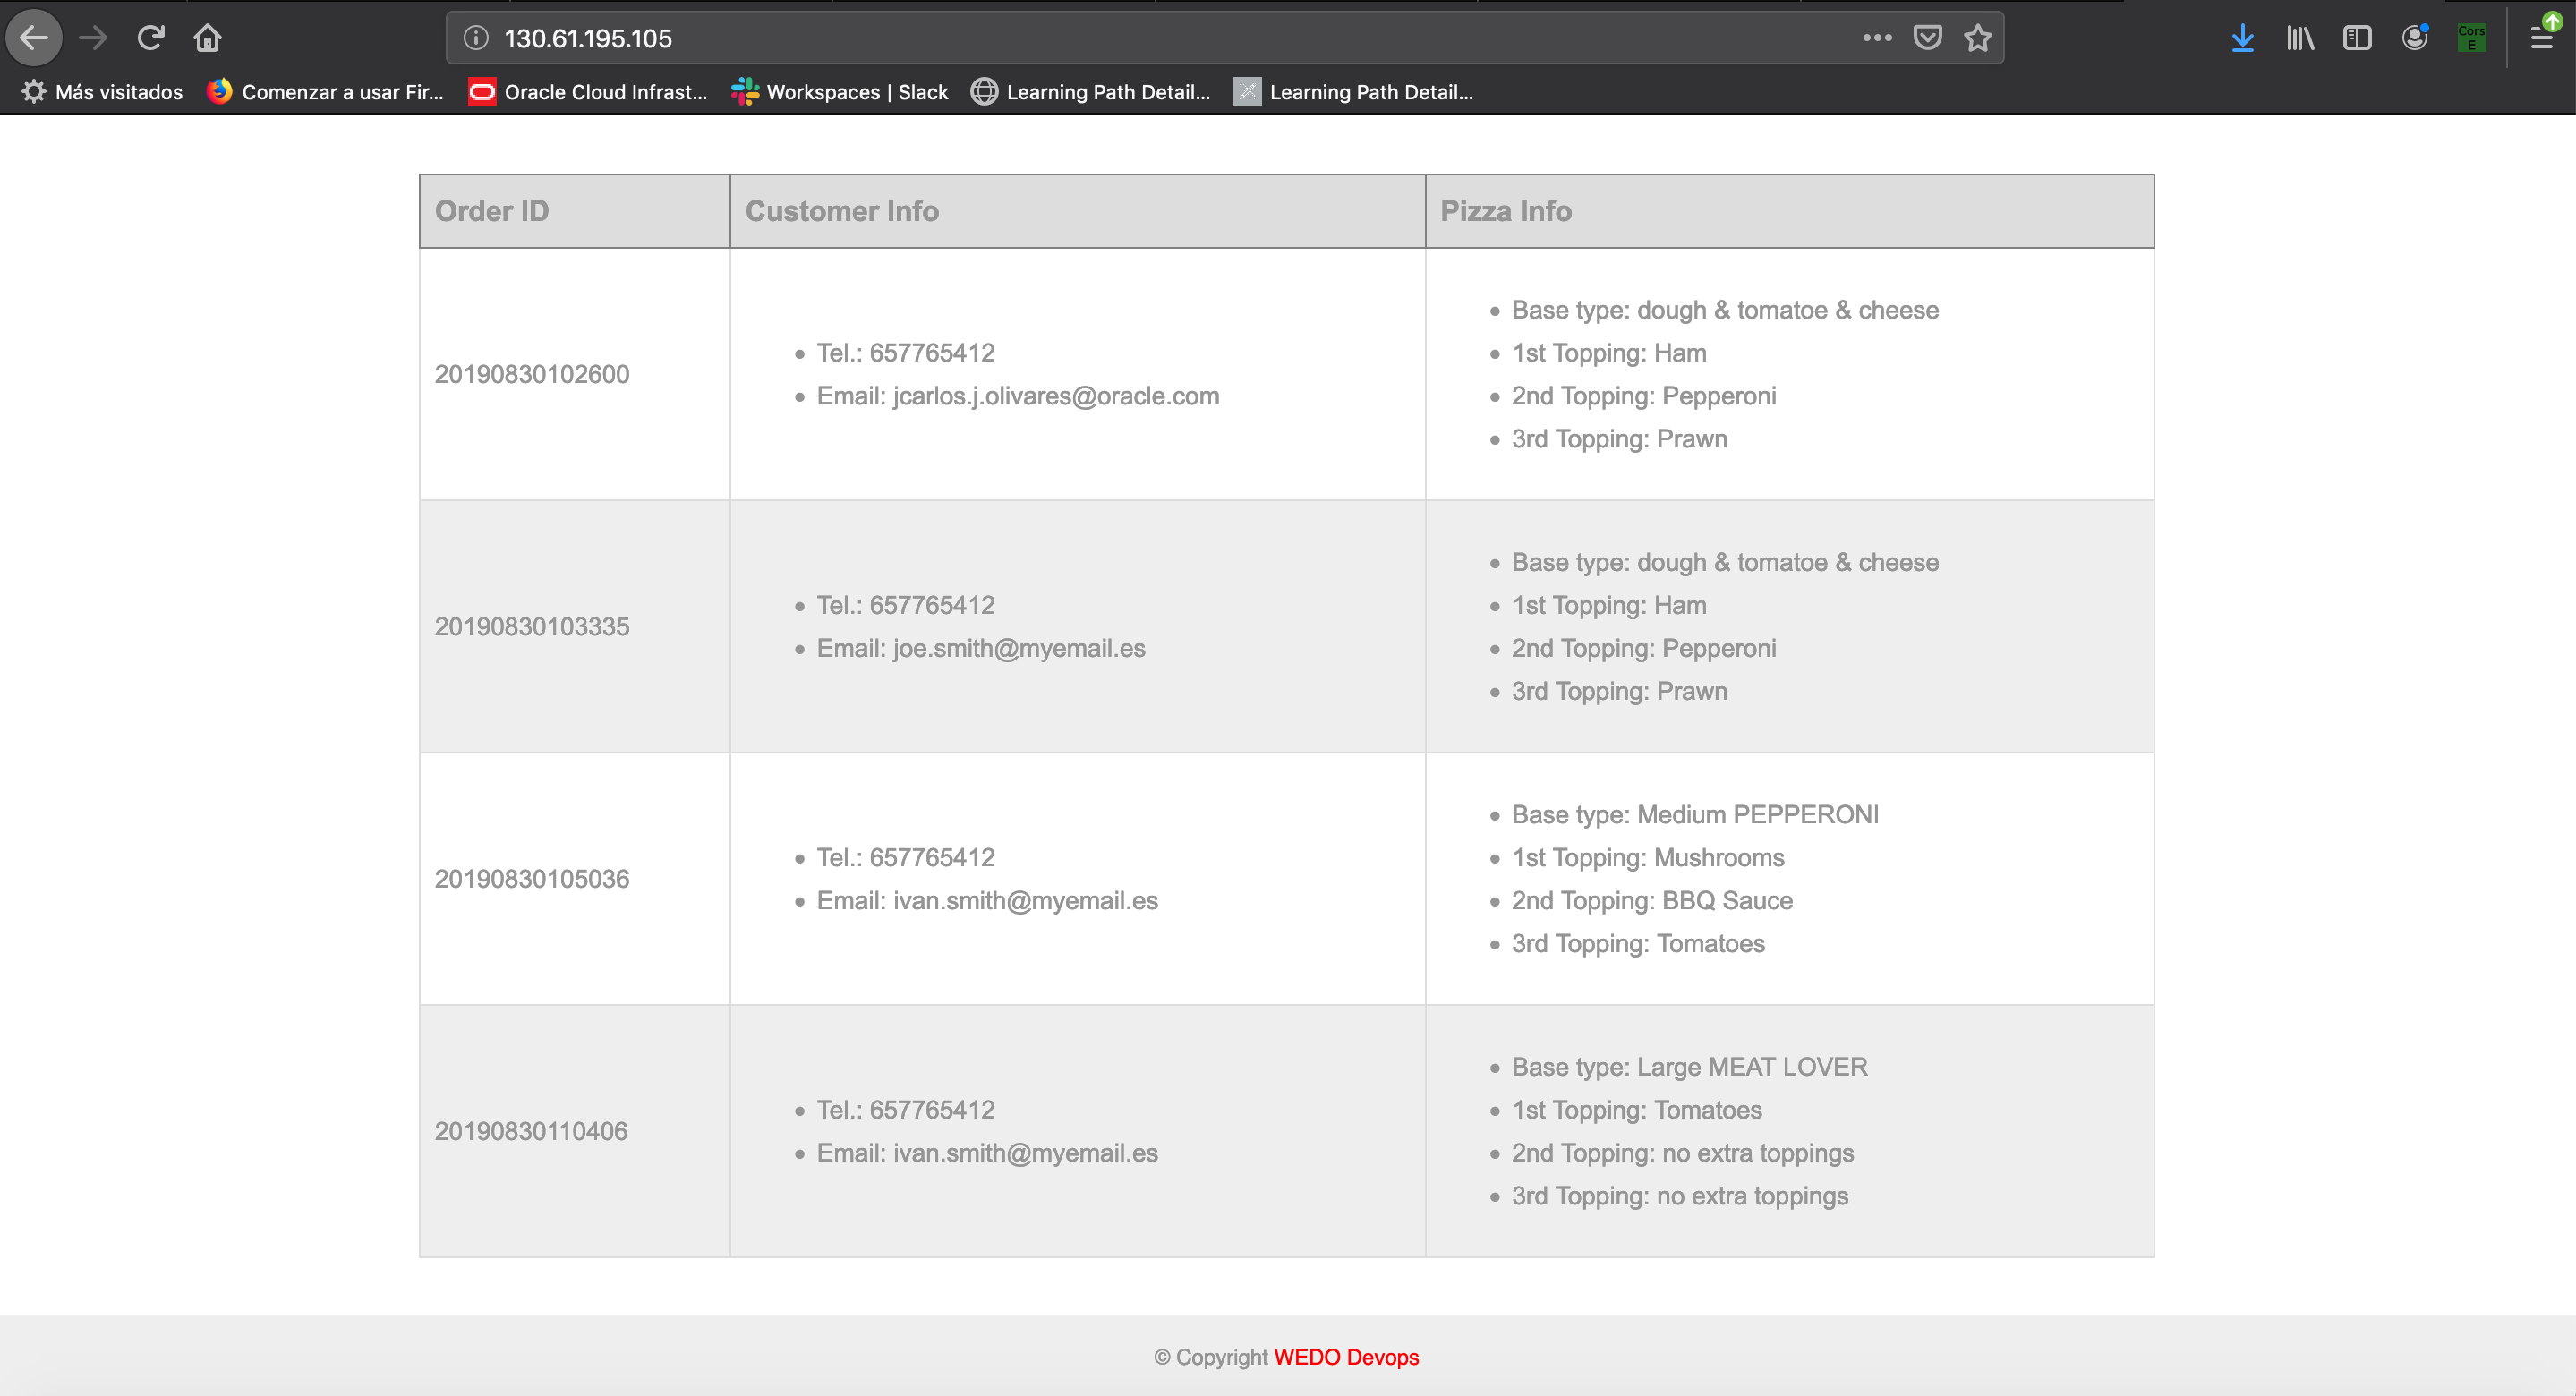 130.61.195.105
Cors
E
Más visitados Comenzar a usar Fir... Oracle Cloud Infrast... Workspaces | Slack Learning Path Detail... Learning Path Detail...
Order ID Customer Info Pizza Info
20190830102600
Tel.: 657765412
Email: jcarlos.j.olivares@oracle.com
Base type: dough & tomatoe & cheese
1st Topping: Ham
2nd Topping: Pepperoni
3rd Topping: Prawn
20190830103335
Tel.: 657765412
Email: joe.smith@myemail.es
Base type: dough & tomatoe & cheese
1st Topping: Ham
2nd Topping: Pepperoni
3rd Topping: Prawn
20190830105036
Tel.: 657765412
Email: ivan.smith@myemail.es
Base type: Medium PEPPERONI
1st Topping: Mushrooms
2nd Topping: BBQ Sauce
3rd Topping: Tomatoes
20190830110406
Tel.: 657765412
Email: ivan.smith@myemail.es
Base type: Large MEAT LOVER
1st Topping: Tomatoes
2nd Topping: no extra toppings
3rd Topping: no extra toppings
© Copyright WEDO Devops